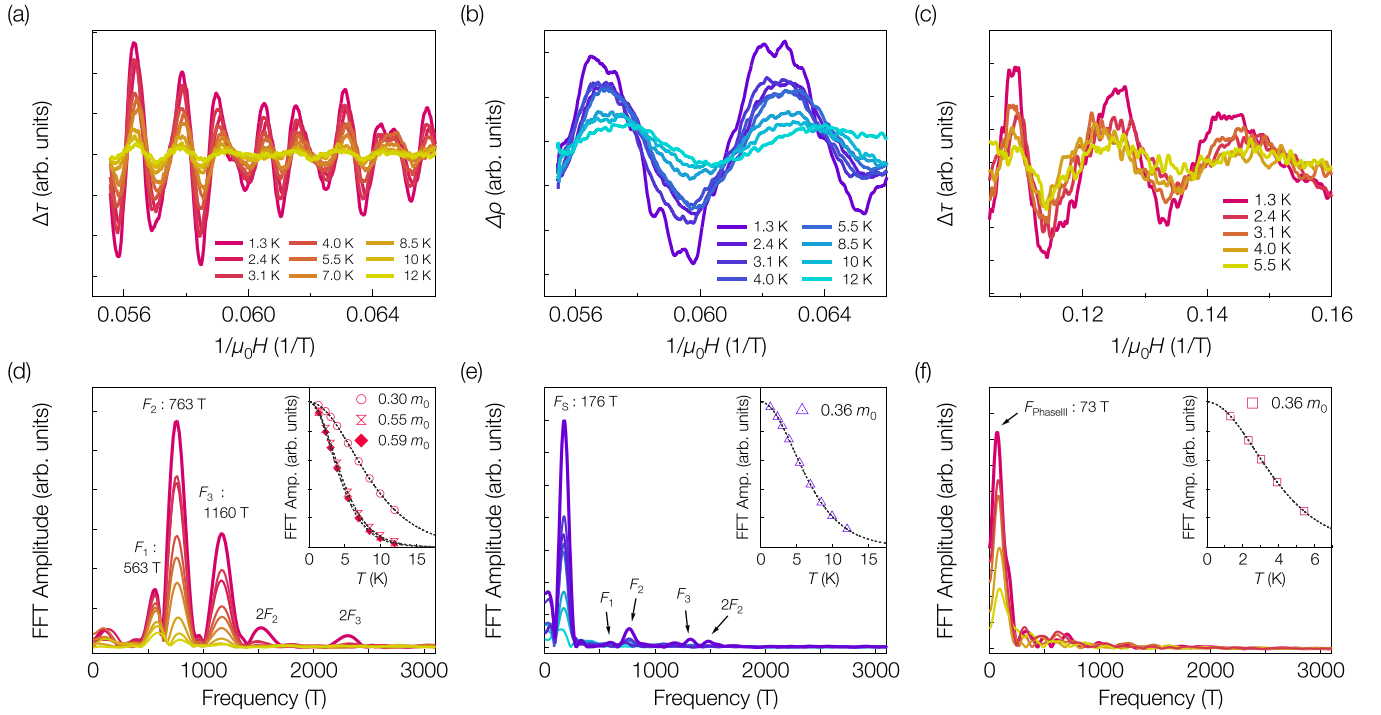 (a)
Δτ (arb. units)
1.3 K 4.0 K 8.5 K
2.4 K 5.5 K 10 K
3.1 K 7.0 K 12 K
0.056 0.060 0.064
1/μ₀H (1/T)
(b)
Δρ (arb. units)
1.3 K 5.5 K
2.4 K 8.5 K
3.1 K 10 K
4.0 K 12 K
0.056 0.060 0.064
1/μ₀H (1/T)
(c)
Δτ (arb. units)
1.3 K
2.4 K
3.1 K
4.0 K
5.5 K
0.12 0.14 0.16
1/μ₀H (1/T)
(d)
FFT Amplitude (arb. units)
F₂ : 763 T
F₃ :
1160 T
F₁ :
563 T
2F₂ 2F₃
0.30 m₀
0.55 m₀
0.59 m₀
FFT Amp. (arb. units)
0 5 10 15
T (K)
0 1000 2000 3000
Frequency (T)
(e)
FFT Amplitude (arb. units)
F_S : 176 T
F₁ F₂ F₃ 2F₂
0.36 m₀
FFT Amp. (arb. units)
0 5 10 15
T (K)
0 1000 2000 3000
Frequency (T)
(f)
FFT Amplitude (arb. units)
F_PhaseIII : 73 T
0.36 m₀
FFT Amp. (arb. units)
0 2 4 6
T (K)
0 1000 2000 3000
Frequency (T)